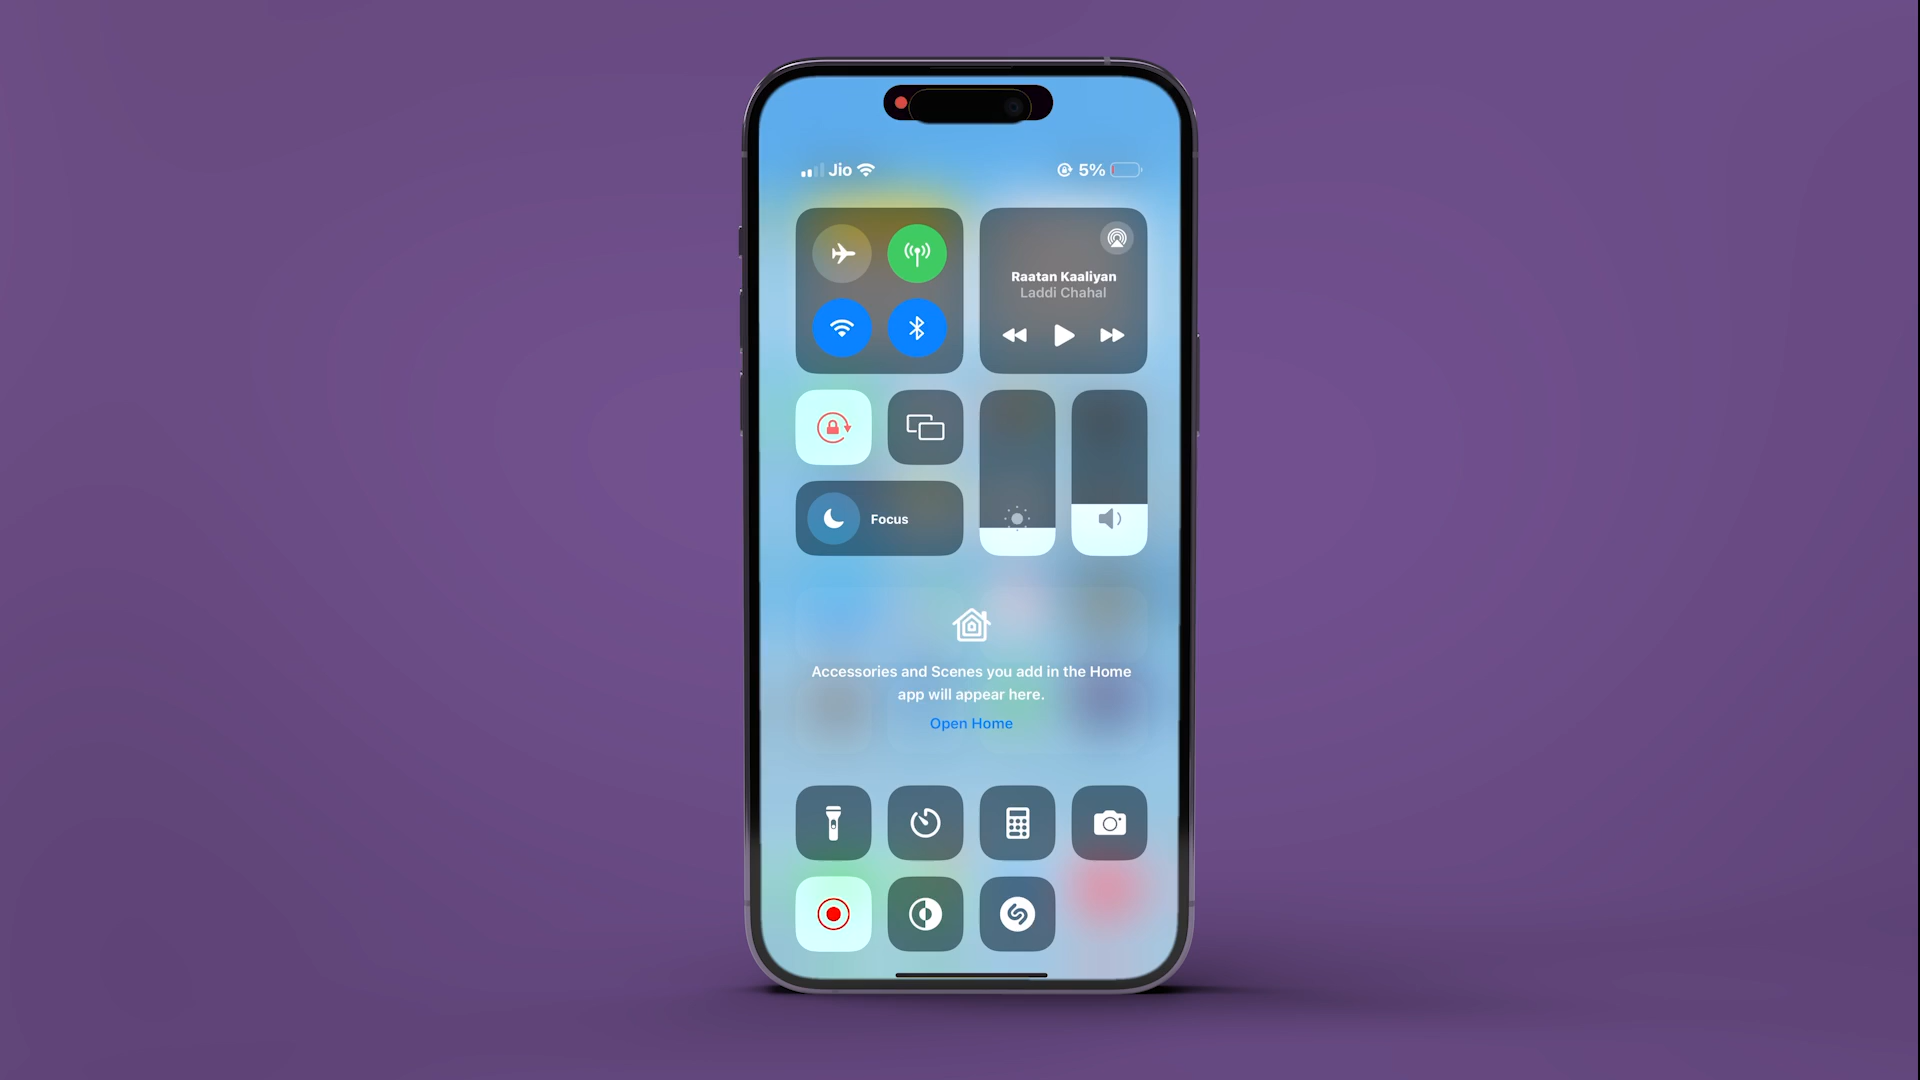 Jio
5%
Raatan Kaaliyan
Laddi Chahal
Focus
Accessories and Scenes you add in the Home
app will appear here.
Open Home